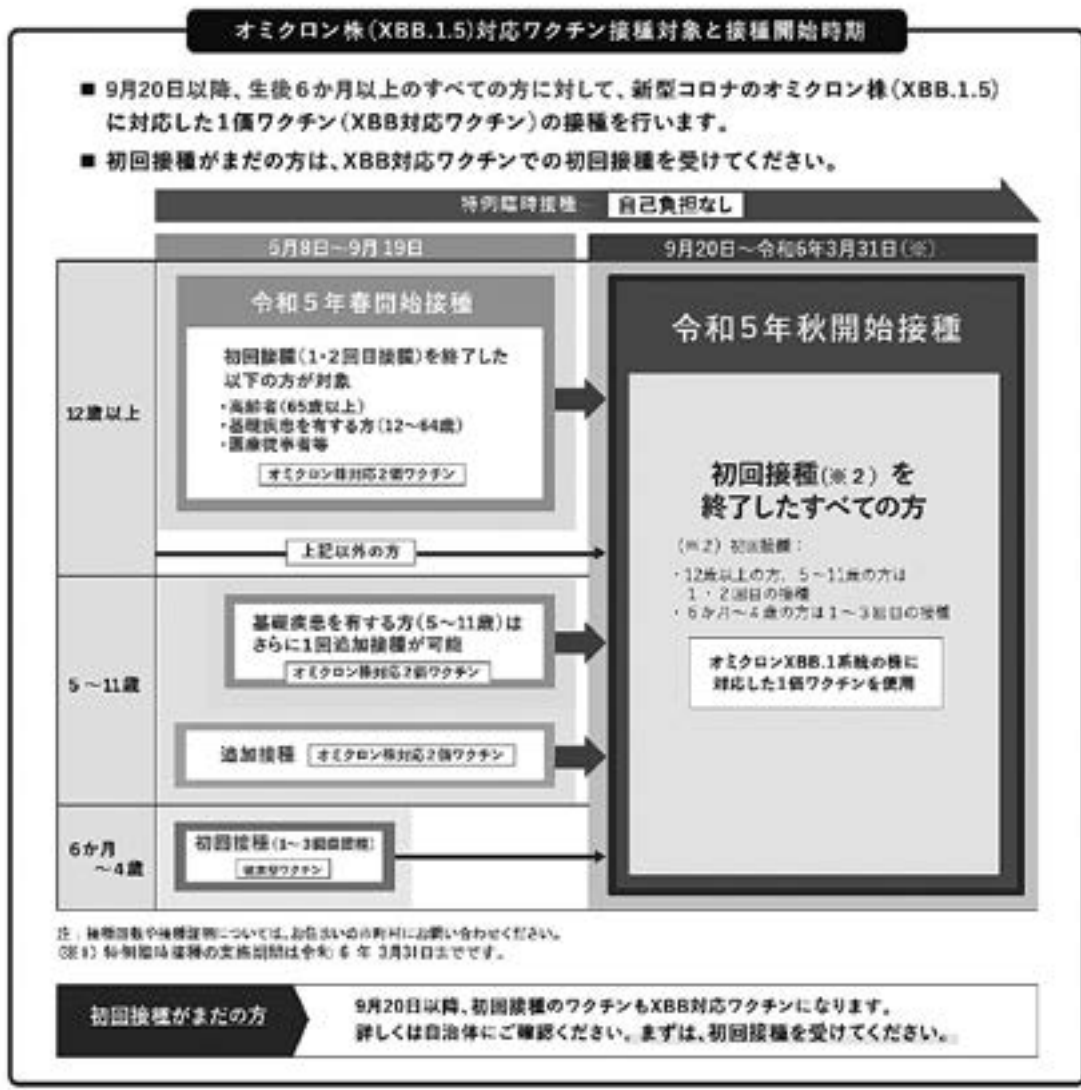 オミクロン株(XBB.1.5)対応ワクチン接種対象と接種開始時期
■ 9月20日以降、生後6か月以上のすべての方に対して、新型コロナのオミクロン株(XBB.1.5)
に対応した1価ワクチン(XBB対応ワクチン)の接種を行います。
■ 初回接種がまだの方は、XBB対応ワクチンでの初回接種を受けてください。
特例臨時接種 自己負担なし
5月8日~9月19日
9月20日~令和6年3月31日(※)
12歳以上
令和5年春開始接種
初回接種(1・2回目接種)を終了した
以下の方が対象
・高齢者(65歳以上)
・基礎疾患を有する方(12~64歳)
・医療従事者等
オミクロン株対応2価ワクチン
上記以外の方
5~11歳
基礎疾患を有する方(5~11歳)は
さらに1回追加接種が可能
オミクロン株対応2価ワクチン
追加接種 オミクロン株対応2価ワクチン
6か月
~4歳
初回接種(1~3回目接種)
従来型ワクチン
令和5年秋開始接種
初回接種(※2)を
終了したすべての方
(※2) 初回接種:
・12歳以上の方、5~11歳の方は
1・2回目の接種
・6か月~4歳の方は1~3回目の接種
オミクロンXBB.1系統の株に
対応した1価ワクチンを使用
注:接種回数や接種証明については、お住まいの市町村にお問い合わせください。
(※1) 特例臨時接種の実施期間は令和 6 年 3月31日までです。
初回接種がまだの方
9月20日以降、初回接種のワクチンもXBB対応ワクチンになります。
詳しくは自治体にご確認ください。まずは、初回接種を受けてください。